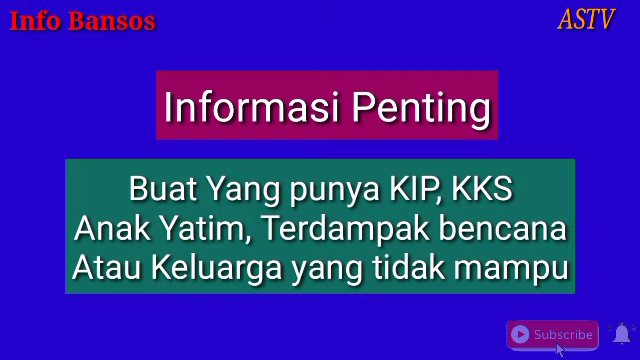 Info Bansos
ASTV
Informasi Penting
Buat Yang punya KIP, KKS
Anak Yatim, Terdampak bencana
Atau Keluarga yang tidak mampu
Subscribe